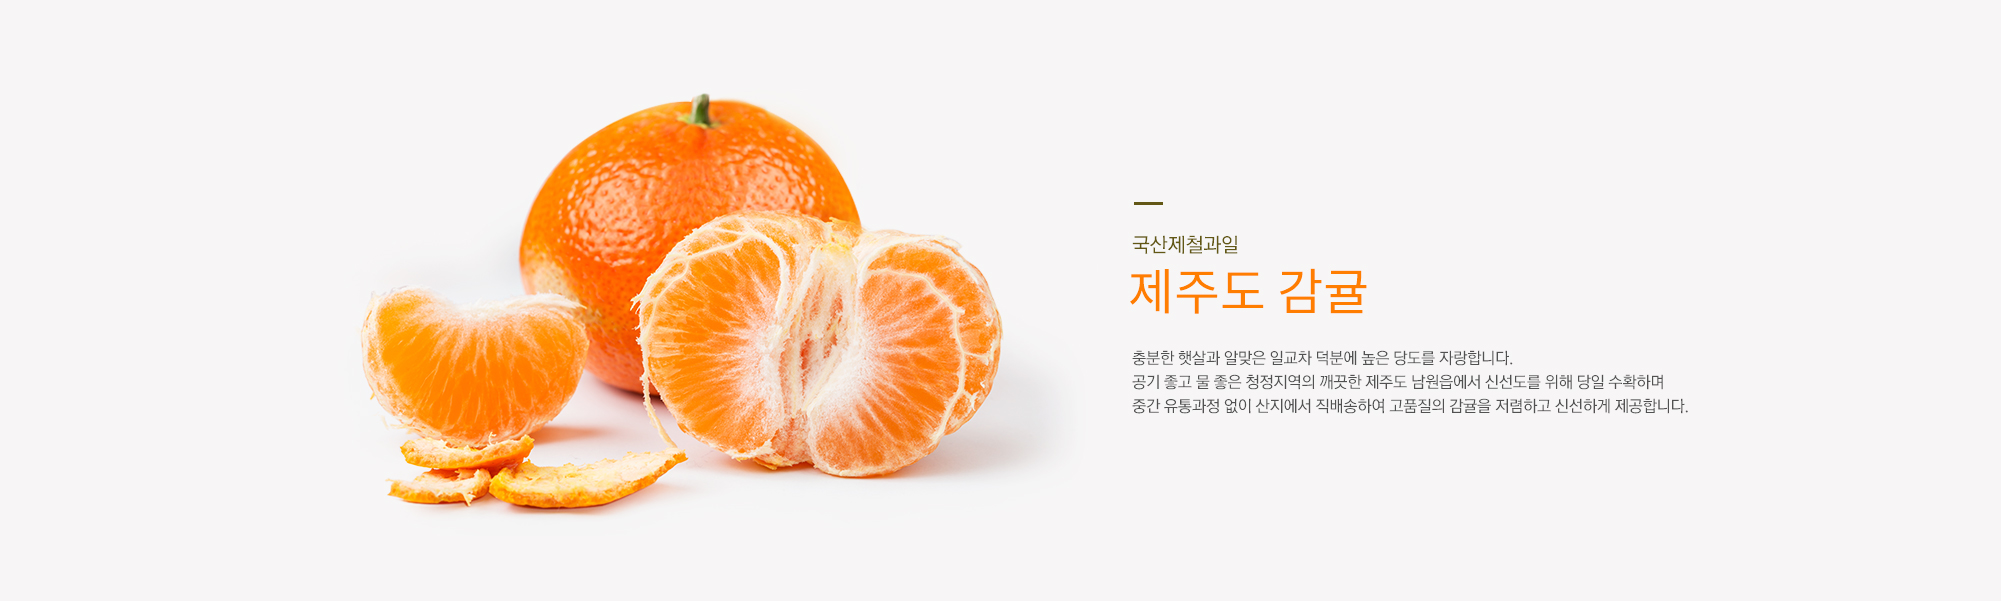 국산제철과일
제주도 감귤
충분한 햇살과 알맞은 일교차 덕분에 높은 당도를 자랑합니다.
공기 좋고 물 좋은 청정지역의 깨끗한 제주도 남원읍에서 신선도를 위해 당일 수확하며
중간 유통과정 없이 산지에서 직배송하여 고품질의 감귤을 저렴하고 신선하게 제공합니다.